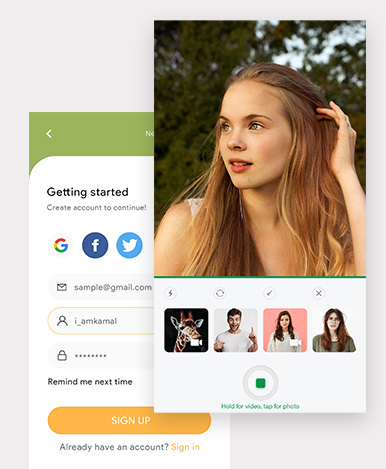 Ne
Getting started
Create account to continue!
G
f
sample@gmail.com
i_amkamal
********
Remind me next time
SIGN UP
Already have an account? Sign in
Hold for video, tap for photo